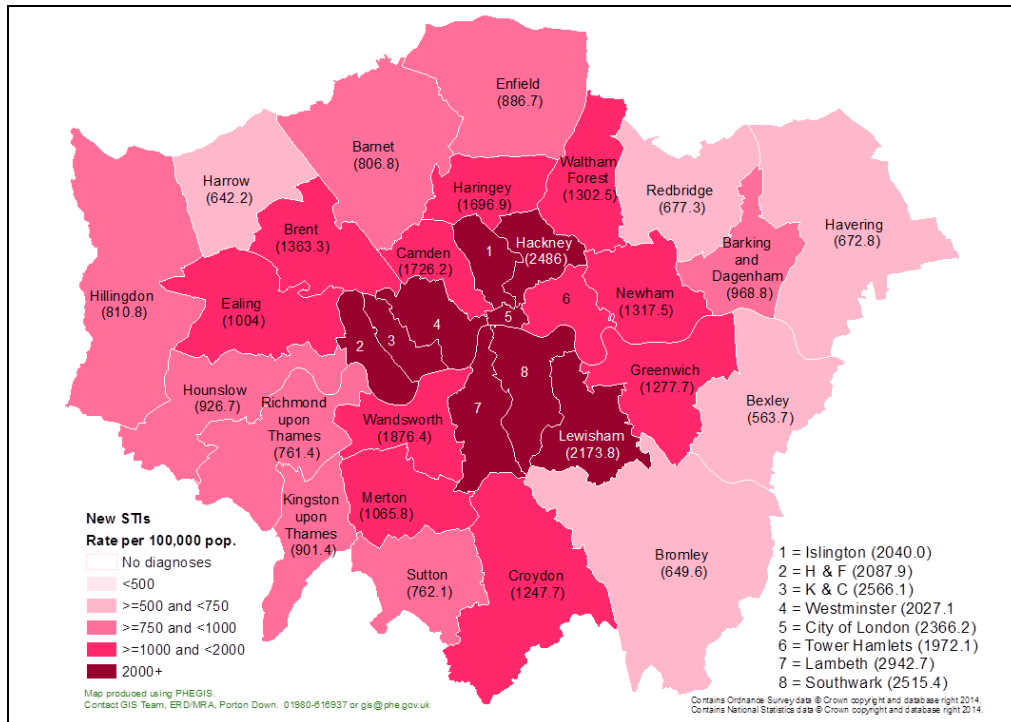 Enfield
(886.7)
Barnet
(806.8)
Harrow
(642.2)
Haringey
(1696.9)
Waltham
Forest
(1302.5)
Redbridge
(677.3)
Havering
(672.8)
Brent
(1363.3)
Camden
(1726.2)
1
Hackney
(2486)
Barking
and
Dagenham
(968.8)
Hillingdon
(810.8)
Ealing
(1004)
2
3
4
5
6
Newham
(1317.5)
Hounslow
(926.7)
Richmond
upon
Thames
(761.4)
Wandsworth
(1876.4)
7
8
Lewisham
(2173.8)
Greenwich
(1277.7)
Bexley
(563.7)
Kingston
upon
Thames
(901.4)
Merton
(1065.8)
Sutton
(762.1)
Croydon
(1247.7)
Bromley
(649.6)
New STIs
Rate per 100,000 pop.
No diagnoses
<500
>=500 and <750
>=750 and <1000
>=1000 and <2000
2000+
1 = Islington (2040.0)
2 = H & F (2087.9)
3 = K & C (2566.1)
4 = Westminster (2027.1
5 = City of London (2366.2)
6 = Tower Hamlets (1972.1)
7 = Lambeth (2942.7)
8 = Southwark (2515.4)
Map produced using PHEGIS.
Contact GIS Team, ERD/MRA, Porton Down. 01980-616937 or gis@phe.gov.uk
Contains Ordnance Survey data © Crown copyright and database right 2014.
Contains National Statistics data © Crown copyright and database right 2014.